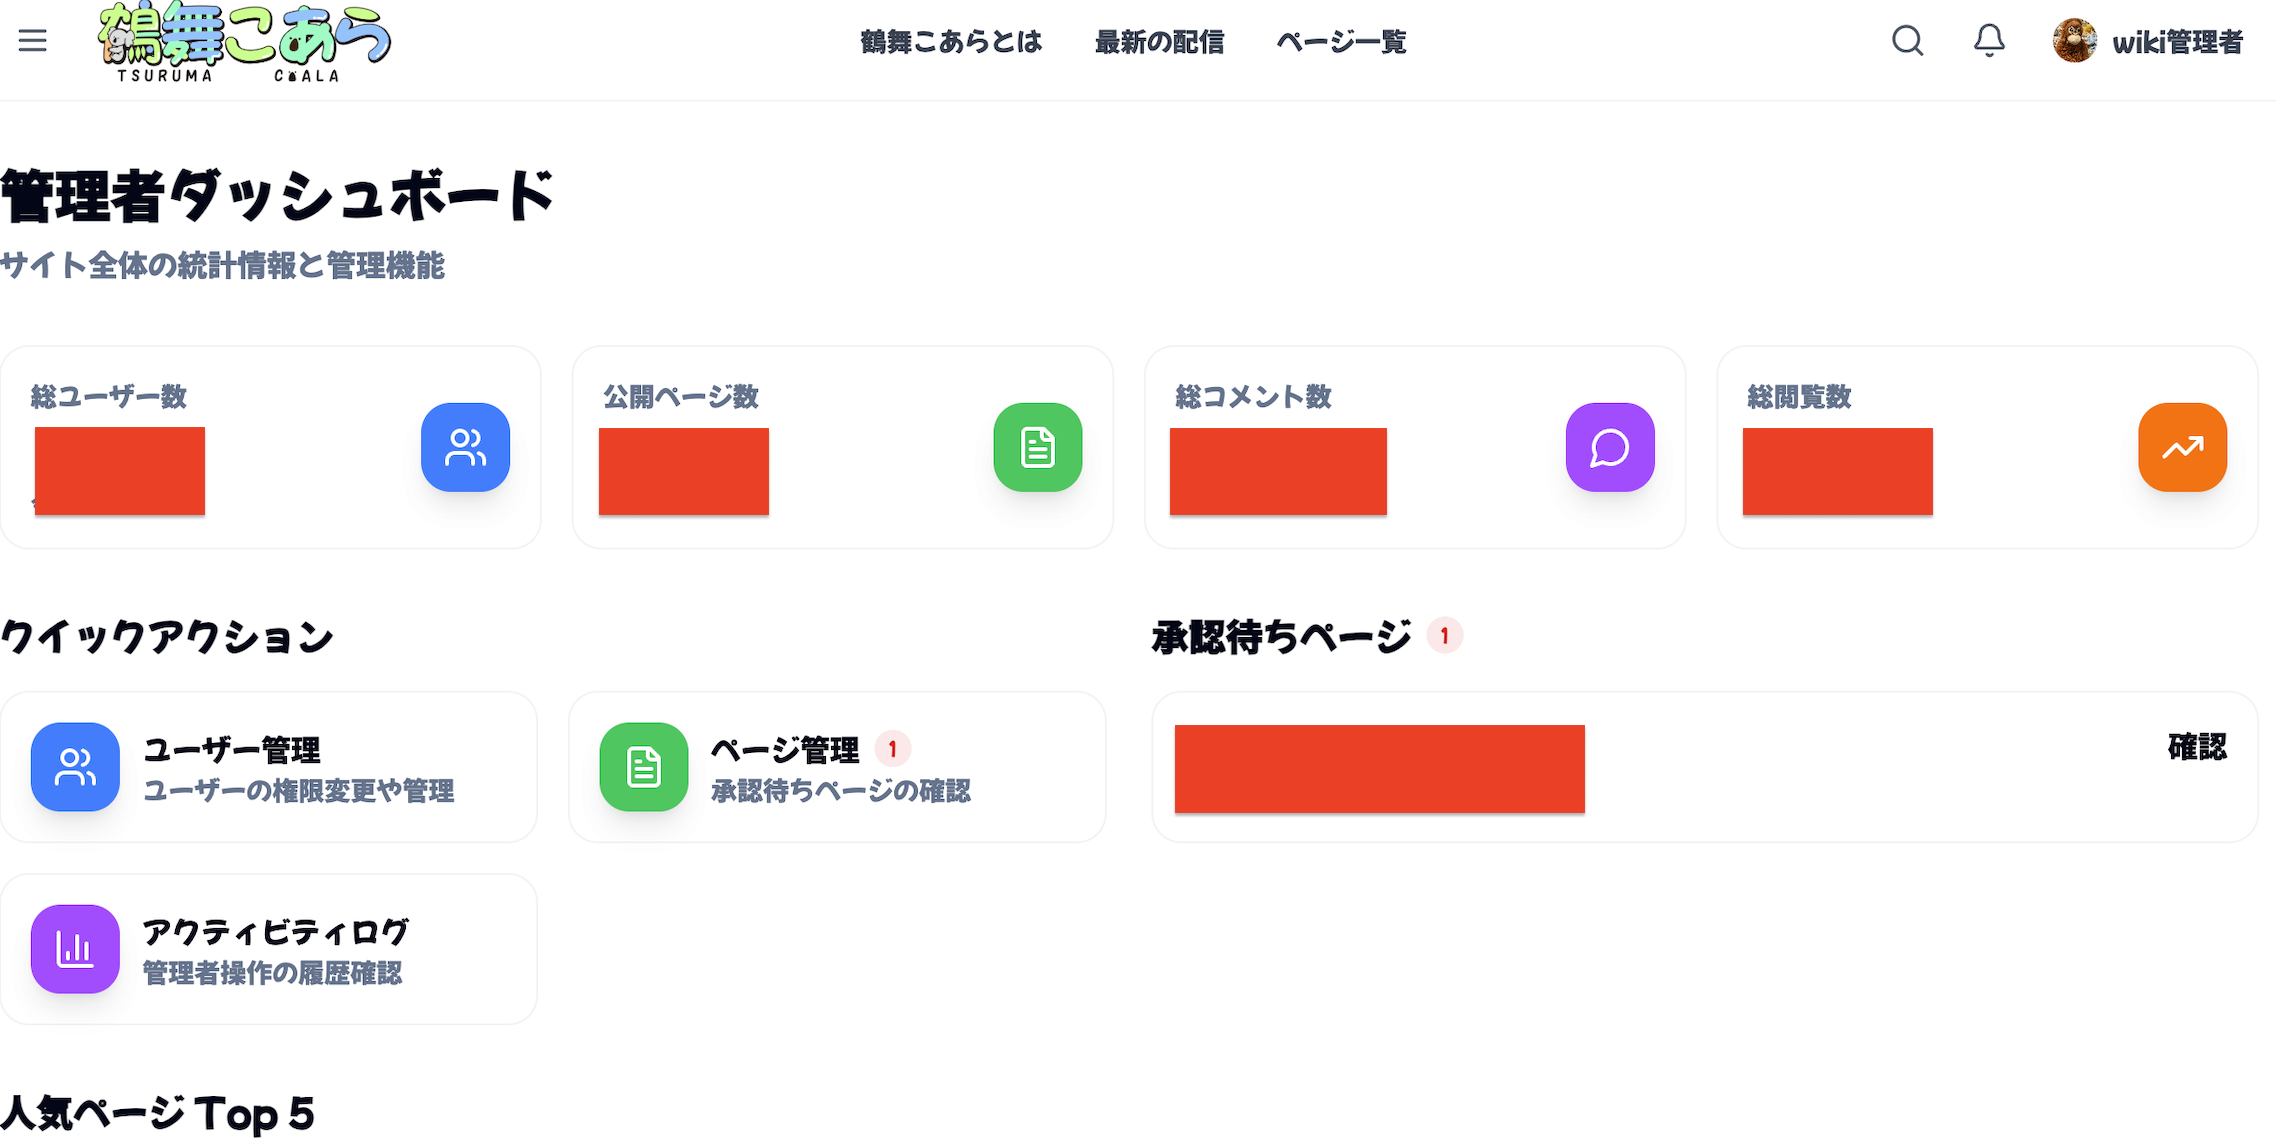 鶴舞こあら
TSURUMA COALA
鶴舞こあらとは 最新の配信 ページ一覧
wiki管理者
管理者ダッシュボード
サイト全体の統計情報と管理機能
総ユーザー数
公開ページ数
総コメント数
総閲覧数
クイックアクション
ユーザー管理
ユーザーの権限変更や管理
ページ管理 1
承認待ちページの確認
アクティビティログ
管理者操作の履歴確認
承認待ちページ 1
確認
人気ページ Top 5